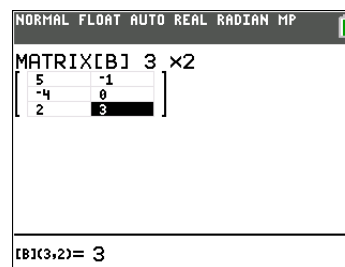 NORMAL FLOAT AUTO REAL RADIAN MP
MATRIX[B] 3 ×2
5 -1
-4 0
2 3
[B](3,2)= 3